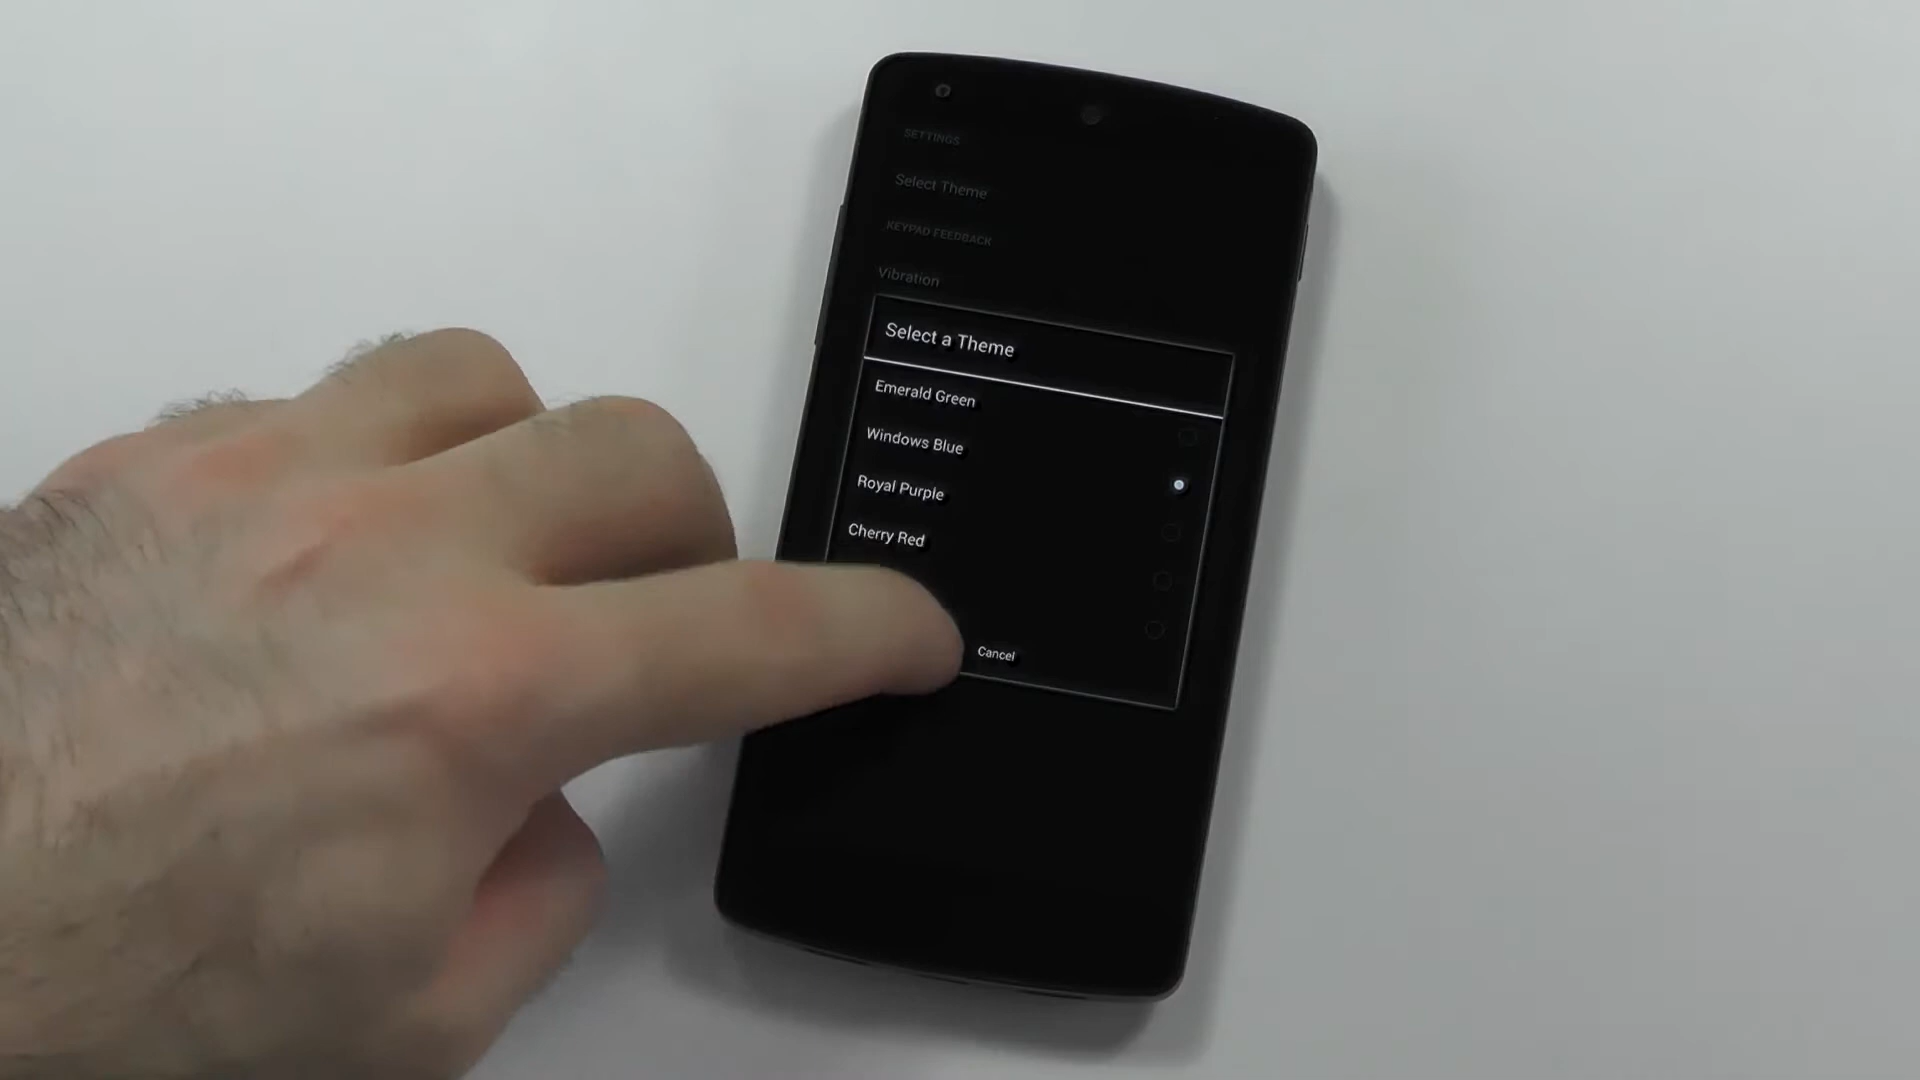 SETTINGS
Select Theme
KEYPAD FEEDBACK
Vibration
Select a Theme
Emerald Green
Windows Blue
Royal Purple
Cherry Red
Cancel